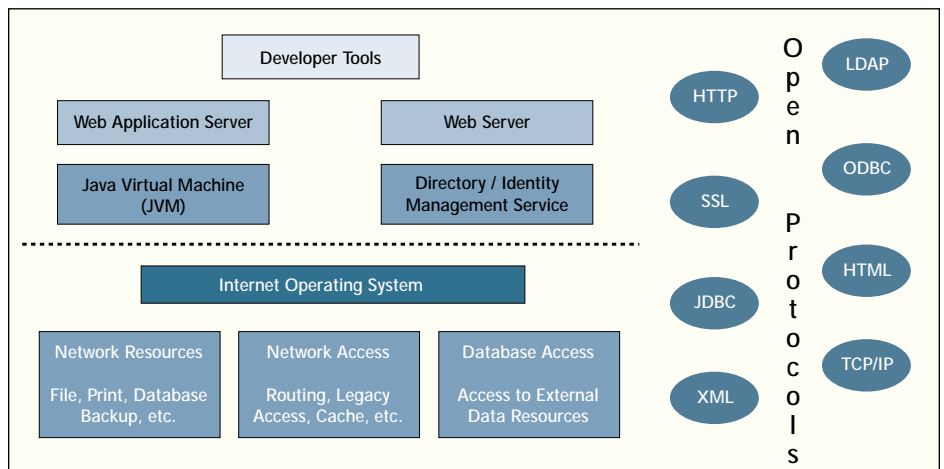 Developer Tools
Web Application Server
Web Server
Java Virtual Machine
(JVM)
Directory / Identity
Management Service
Internet Operating System
Network Resources
File, Print, Database
Backup, etc.
Network Access
Routing, Legacy
Access, Cache, etc.
Database Access
Access to External
Data Resources
HTTP
SSL
JDBC
XML
Open Protocols
LDAP
ODBC
HTML
TCP/IP